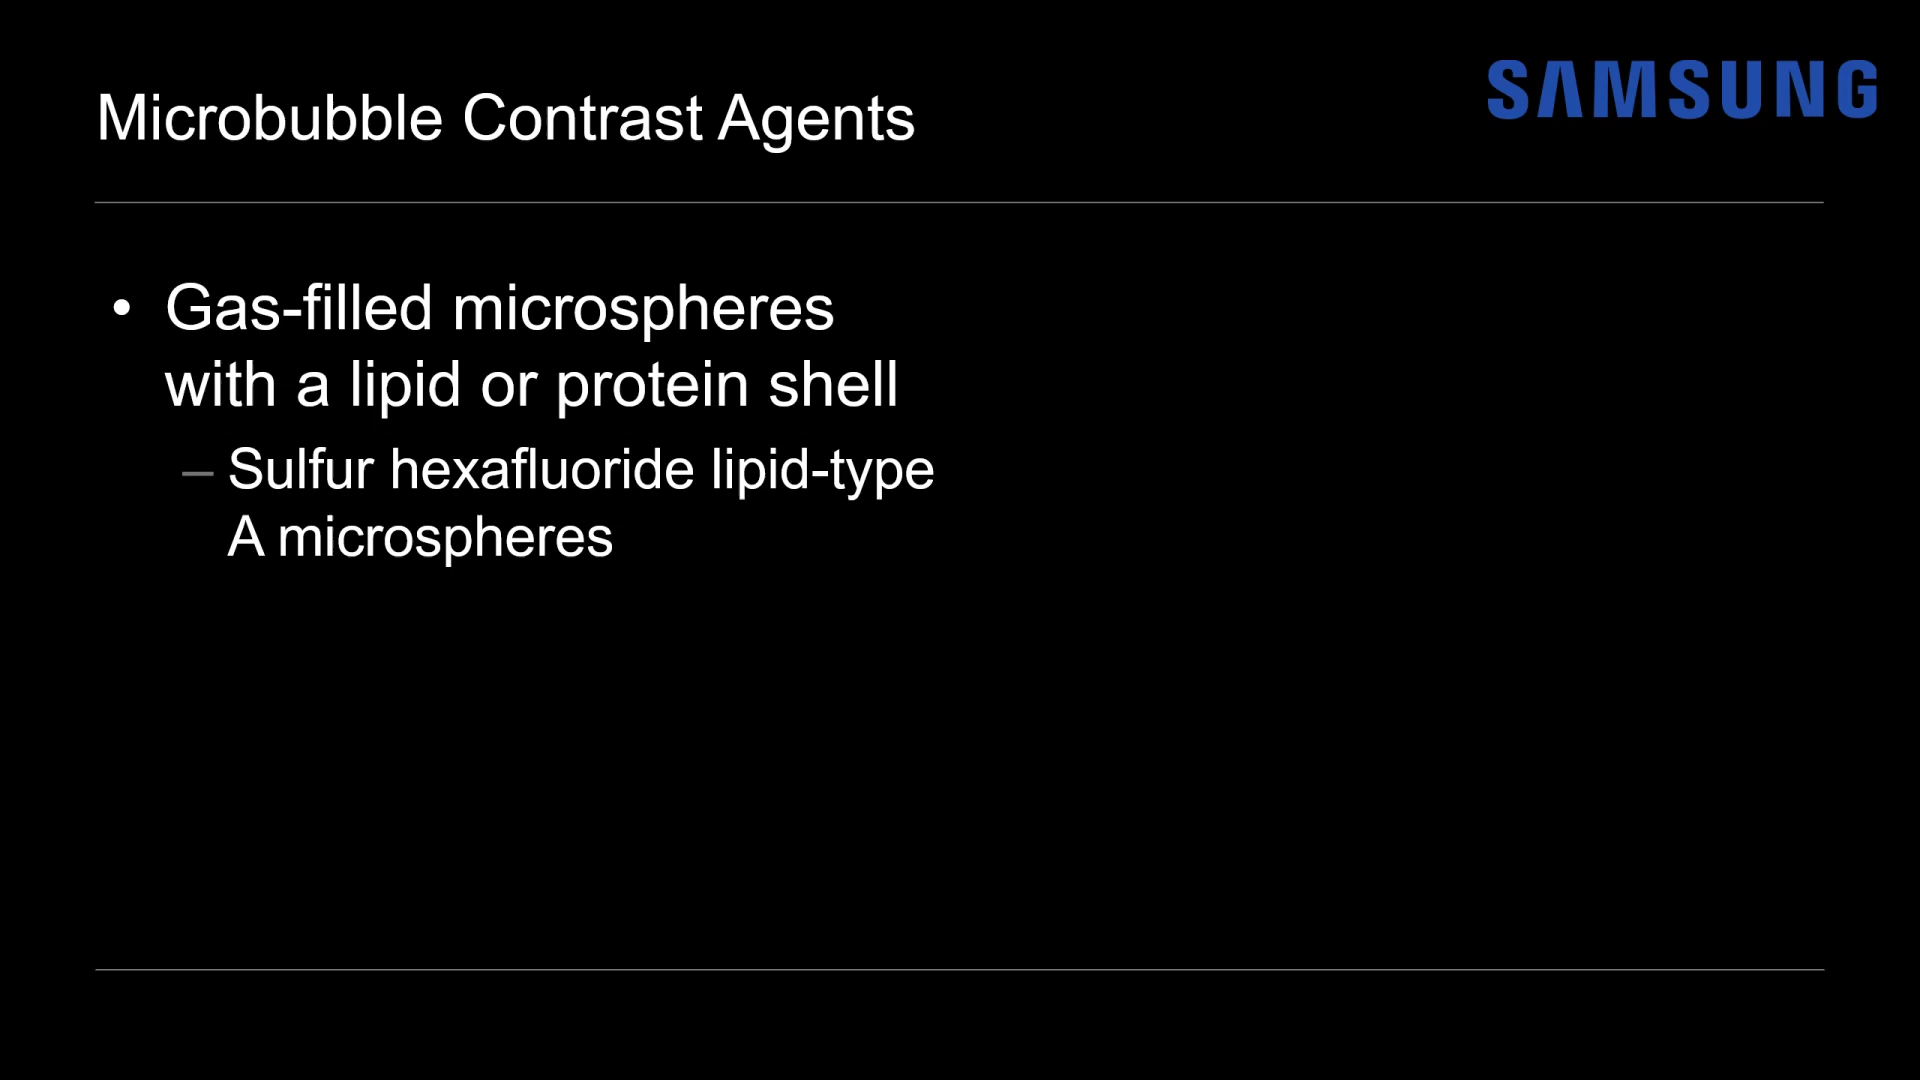 SAMSUNG
Microbubble Contrast Agents
• Gas-filled microspheres
with a lipid or protein shell
– Sulfur hexafluoride lipid-type
A microspheres